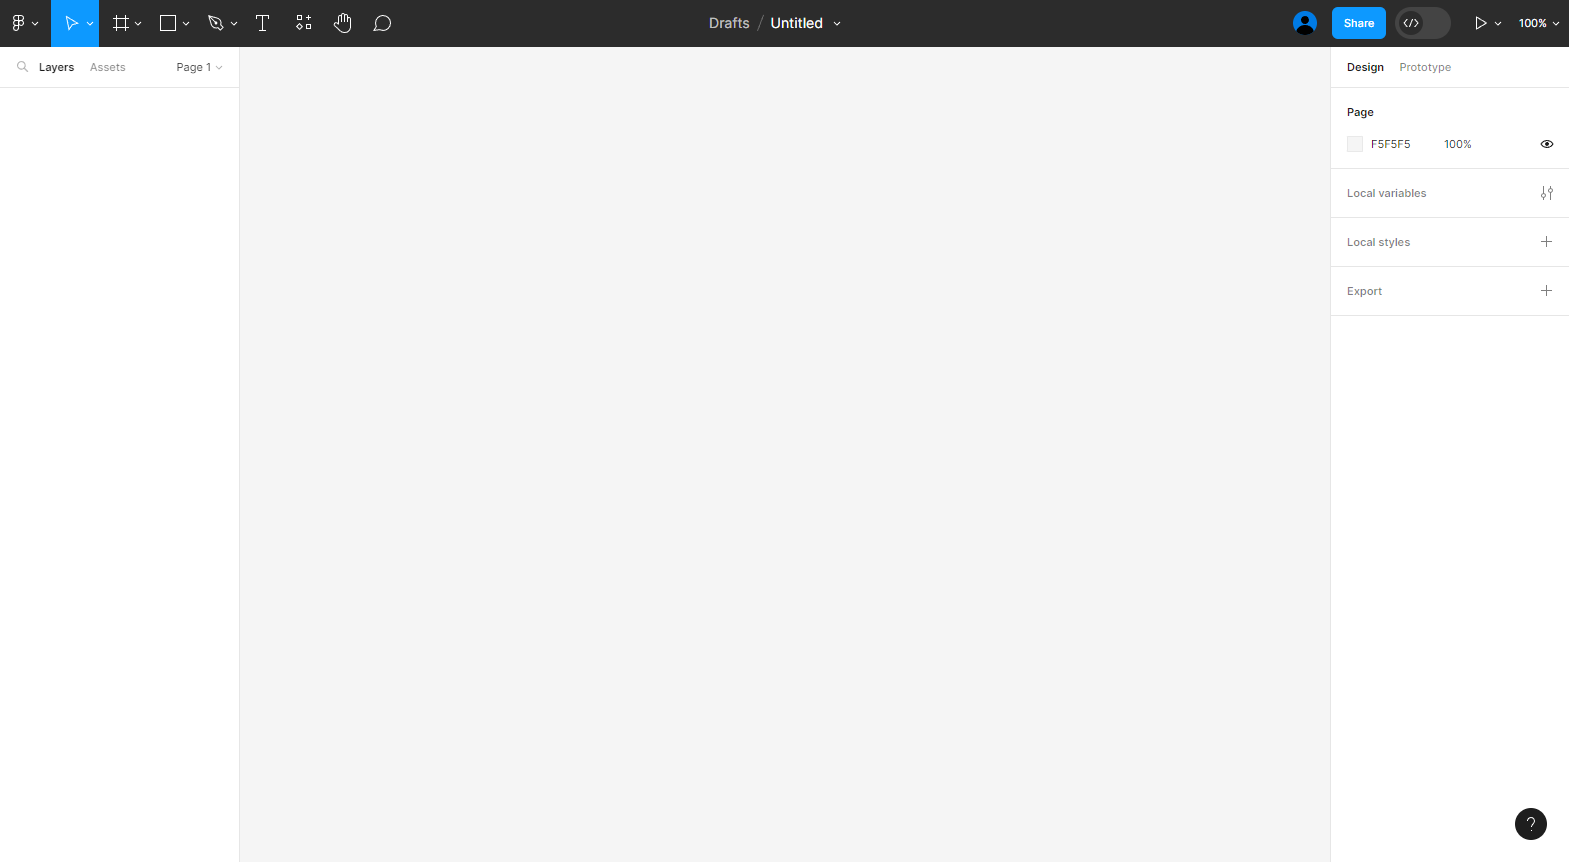 Drafts / Untitled
Share
100%
Layers Assets Page 1
Design Prototype
Page
F5F5F5 100%
Local variables
Local styles
Export
?